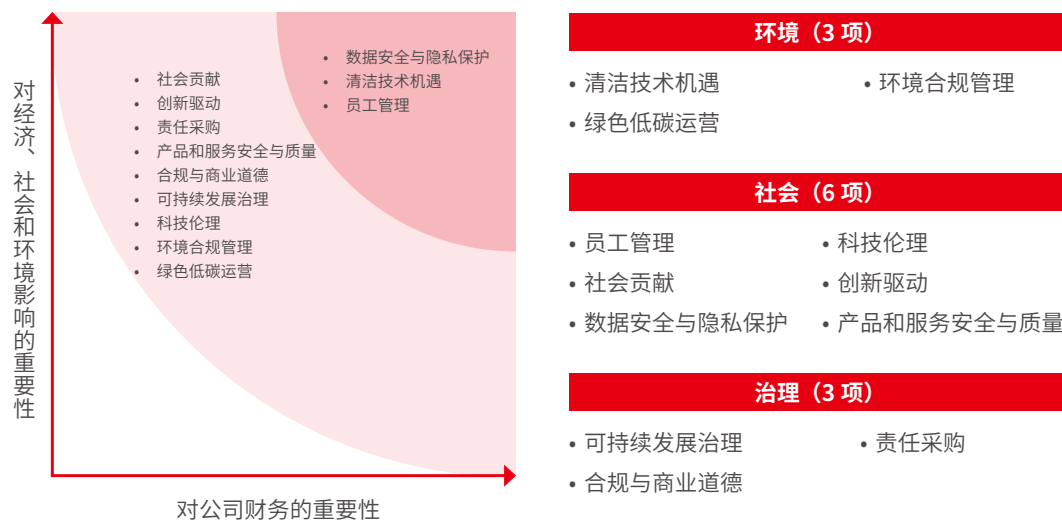 对经济、社会和环境影响的重要性
• 社会贡献
• 创新驱动
• 责任采购
• 产品和服务安全与质量
• 合规与商业道德
• 可持续发展治理
• 科技伦理
• 环境合规管理
• 绿色低碳运营
• 数据安全与隐私保护
• 清洁技术机遇
• 员工管理
对公司财务的重要性
环境（3 项）
• 清洁技术机遇
• 环境合规管理
• 绿色低碳运营
社会（6 项）
• 员工管理
• 科技伦理
• 社会贡献
• 创新驱动
• 数据安全与隐私保护
• 产品和服务安全与质量
治理（3 项）
• 可持续发展治理
• 责任采购
• 合规与商业道德